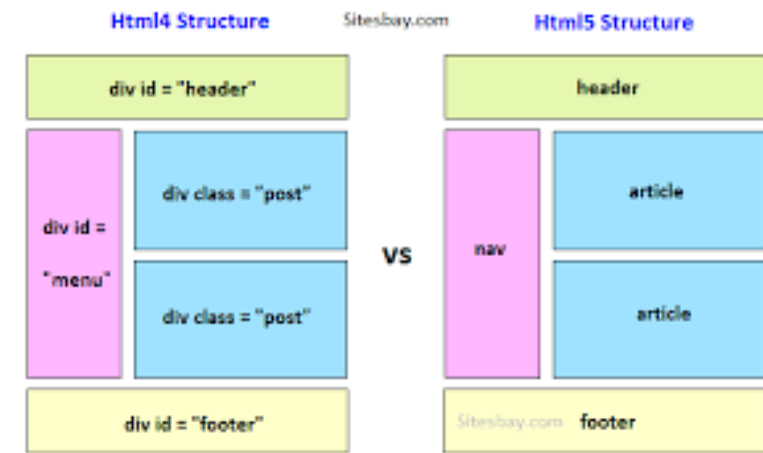 Html4 Structure
Sitesbay.com
Html5 Structure
div id = "header"
header
div id =
"menu"
div class = "post"
div class = "post"
vs
nav
article
article
div id = "footer"
Sitesbay.com
footer